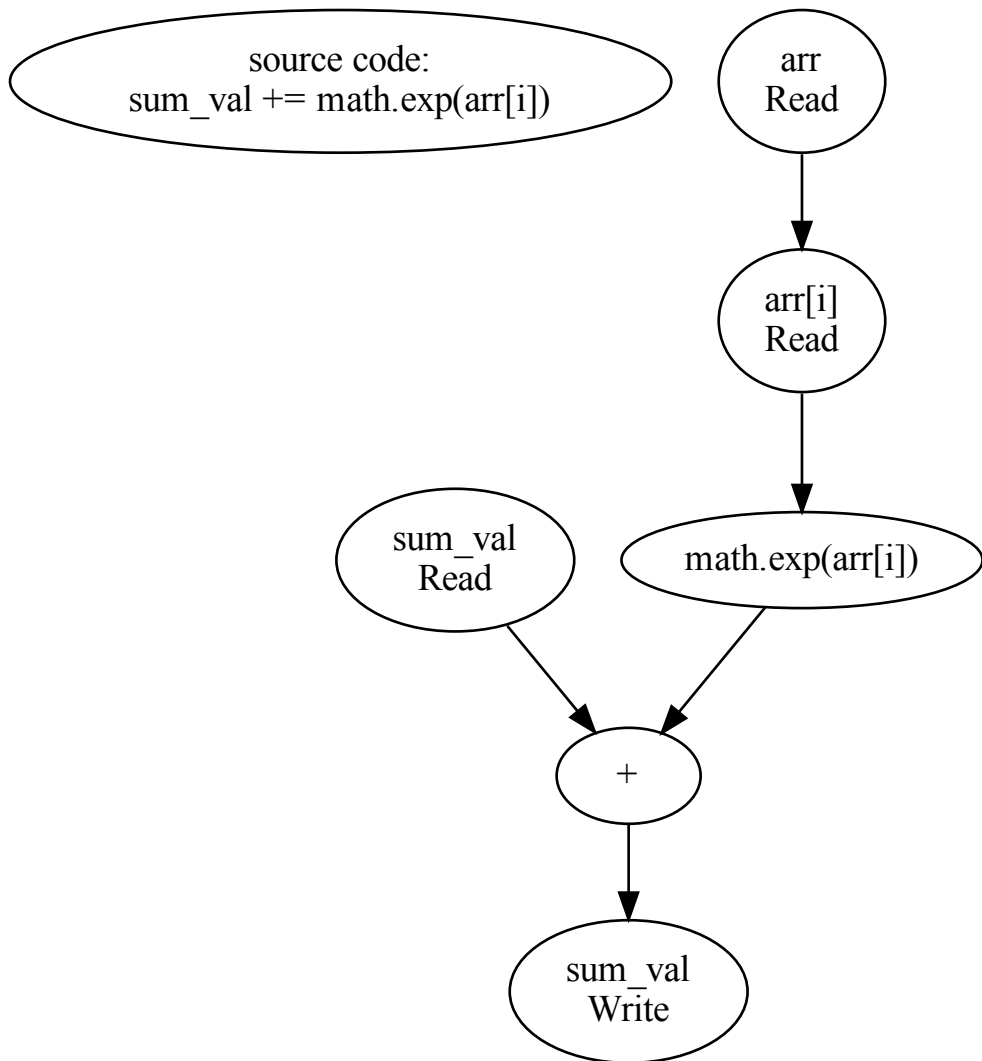 source code:
sum_val += math.exp(arr[i])
arr
Read
arr[i]
Read
sum_val
Read
math.exp(arr[i])
+
sum_val
Write